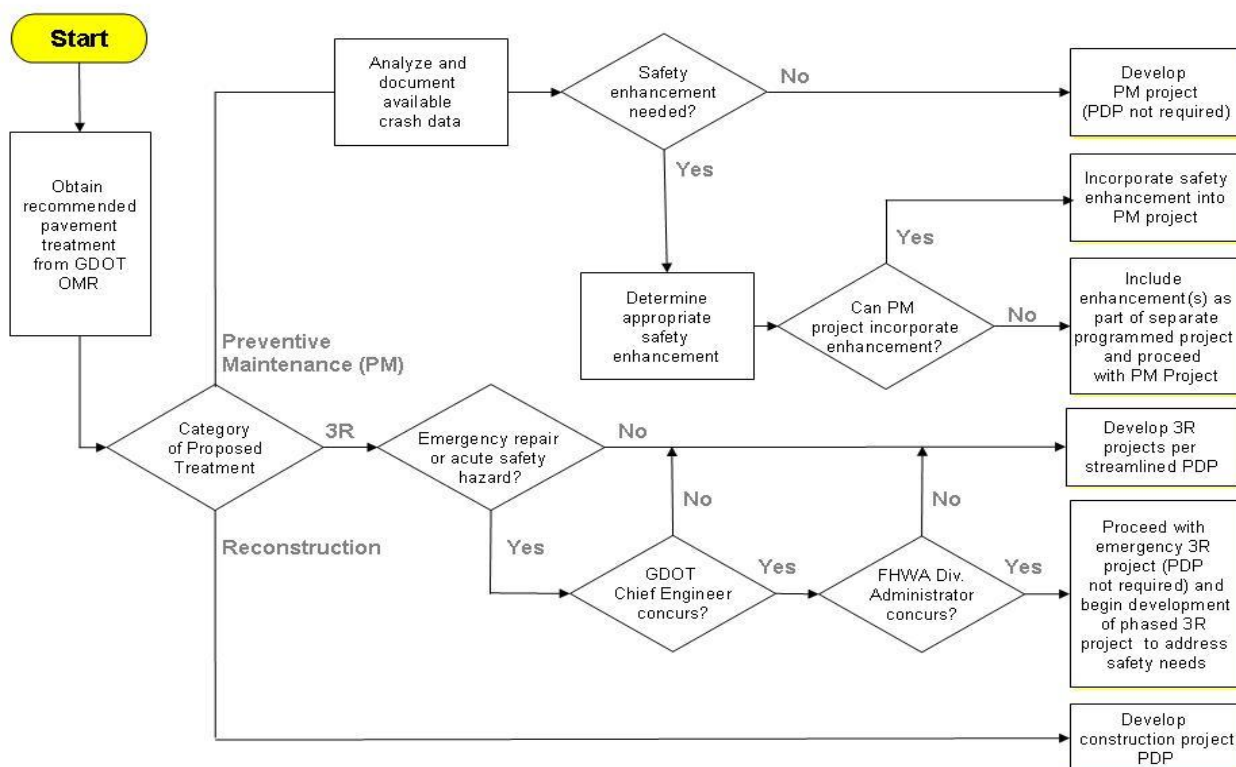 Start
Obtain
recommended
pavement
treatment
from GDOT
OMR
Category
of Proposed
Treatment
Preventive
Maintenance (PM)
Analyze and
document
available
crash data
Safety
enhancement
needed?
No
Develop
PM project
(PDP not required)
Yes
Determine
appropriate
safety
enhancement
Can PM
project incorporate
enhancement?
Yes
Incorporate safety
enhancement into
PM project
No
Include
enhancement(s) as
part of separate
programmed project
and proceed
with PM Project
3R
Emergency repair
or acute safety
hazard?
No
Develop 3R
projects per
streamlined PDP
Yes
GDOT
Chief Engineer
concurs?
No
Yes
FHWA Div.
Administrator
concurs?
No
Yes
Proceed with
emergency 3R
project (PDP
not required) and
begin development
of phased 3R
project to address
safety needs
Reconstruction
Develop
construction project
PDP